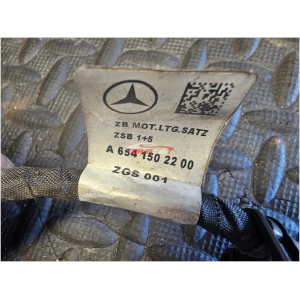 ZB MOT.LTG.SATZ
ZSB 1+5
A 654 150 22 00
ZGS 001